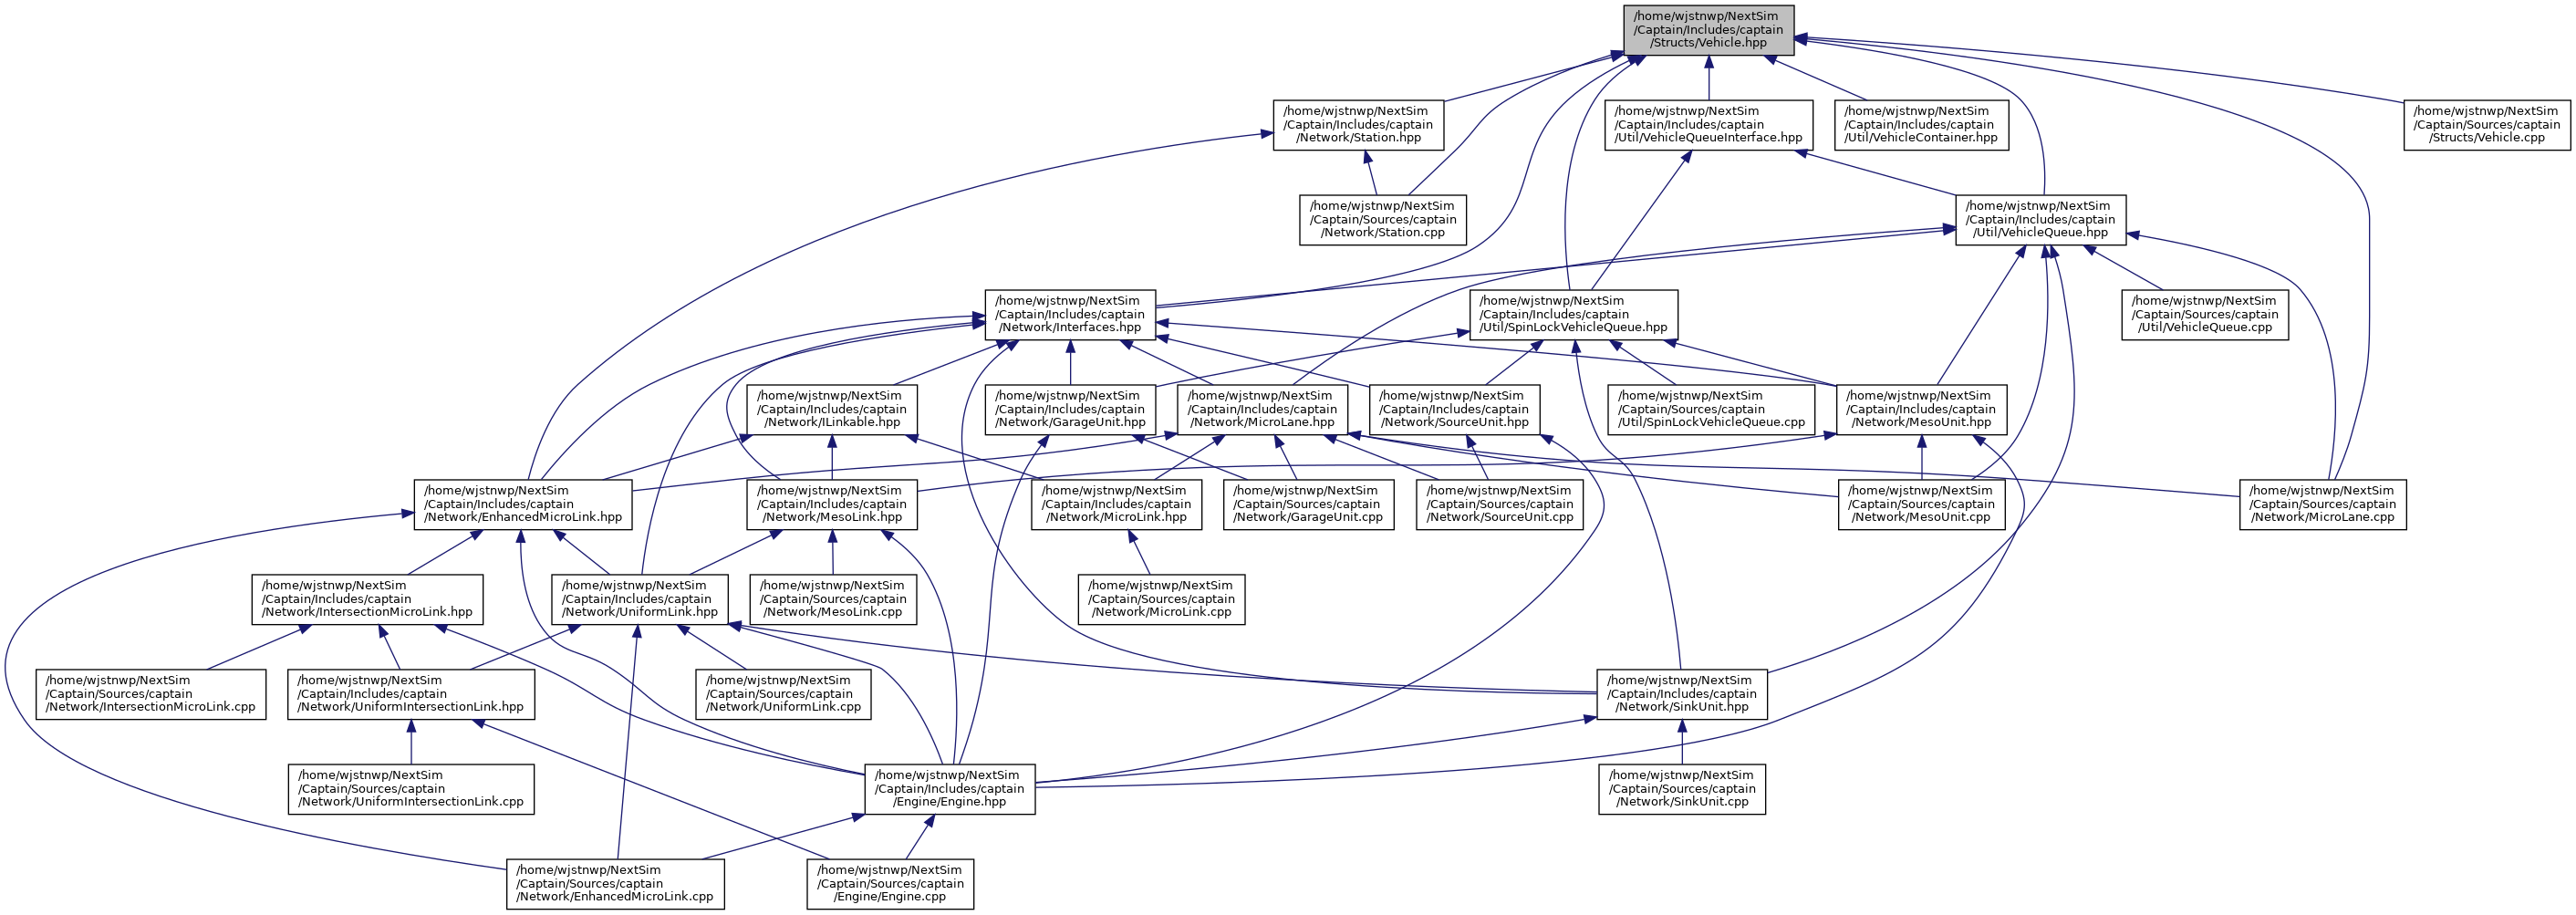 /home/wjstnwp/NextSim
/Captain/Includes/captain
/Structs/Vehicle.hpp
/home/wjstnwp/NextSim
/Captain/Includes/captain
/Network/Station.hpp
/home/wjstnwp/NextSim
/Captain/Includes/captain
/Util/VehicleQueueInterface.hpp
/home/wjstnwp/NextSim
/Captain/Includes/captain
/Util/VehicleContainer.hpp
/home/wjstnwp/NextSim
/Captain/Sources/captain
/Structs/Vehicle.cpp
/home/wjstnwp/NextSim
/Captain/Sources/captain
/Network/Station.cpp
/home/wjstnwp/NextSim
/Captain/Includes/captain
/Util/VehicleQueue.hpp
/home/wjstnwp/NextSim
/Captain/Includes/captain
/Network/Interfaces.hpp
/home/wjstnwp/NextSim
/Captain/Includes/captain
/Util/SpinLockVehicleQueue.hpp
/home/wjstnwp/NextSim
/Captain/Sources/captain
/Util/VehicleQueue.cpp
/home/wjstnwp/NextSim
/Captain/Includes/captain
/Network/ILinkable.hpp
/home/wjstnwp/NextSim
/Captain/Includes/captain
/Network/GarageUnit.hpp
/home/wjstnwp/NextSim
/Captain/Includes/captain
/Network/MicroLane.hpp
/home/wjstnwp/NextSim
/Captain/Includes/captain
/Network/SourceUnit.hpp
/home/wjstnwp/NextSim
/Captain/Sources/captain
/Util/SpinLockVehicleQueue.cpp
/home/wjstnwp/NextSim
/Captain/Includes/captain
/Network/MesoUnit.hpp
/home/wjstnwp/NextSim
/Captain/Includes/captain
/Network/EnhancedMicroLink.hpp
/home/wjstnwp/NextSim
/Captain/Includes/captain
/Network/MesoLink.hpp
/home/wjstnwp/NextSim
/Captain/Includes/captain
/Network/MicroLink.hpp
/home/wjstnwp/NextSim
/Captain/Sources/captain
/Network/GarageUnit.cpp
/home/wjstnwp/NextSim
/Captain/Sources/captain
/Network/SourceUnit.cpp
/home/wjstnwp/NextSim
/Captain/Sources/captain
/Network/MesoUnit.cpp
/home/wjstnwp/NextSim
/Captain/Sources/captain
/Network/MicroLane.cpp
/home/wjstnwp/NextSim
/Captain/Includes/captain
/Network/IntersectionMicroLink.hpp
/home/wjstnwp/NextSim
/Captain/Includes/captain
/Network/UniformLink.hpp
/home/wjstnwp/NextSim
/Captain/Sources/captain
/Network/MesoLink.cpp
/home/wjstnwp/NextSim
/Captain/Sources/captain
/Network/MicroLink.cpp
/home/wjstnwp/NextSim
/Captain/Sources/captain
/Network/IntersectionMicroLink.cpp
/home/wjstnwp/NextSim
/Captain/Includes/captain
/Network/UniformIntersectionLink.hpp
/home/wjstnwp/NextSim
/Captain/Sources/captain
/Network/UniformLink.cpp
/home/wjstnwp/NextSim
/Captain/Includes/captain
/Network/SinkUnit.hpp
/home/wjstnwp/NextSim
/Captain/Sources/captain
/Network/UniformIntersectionLink.cpp
/home/wjstnwp/NextSim
/Captain/Includes/captain
/Engine/Engine.hpp
/home/wjstnwp/NextSim
/Captain/Sources/captain
/Network/SinkUnit.cpp
/home/wjstnwp/NextSim
/Captain/Sources/captain
/Network/EnhancedMicroLink.cpp
/home/wjstnwp/NextSim
/Captain/Sources/captain
/Engine/Engine.cpp